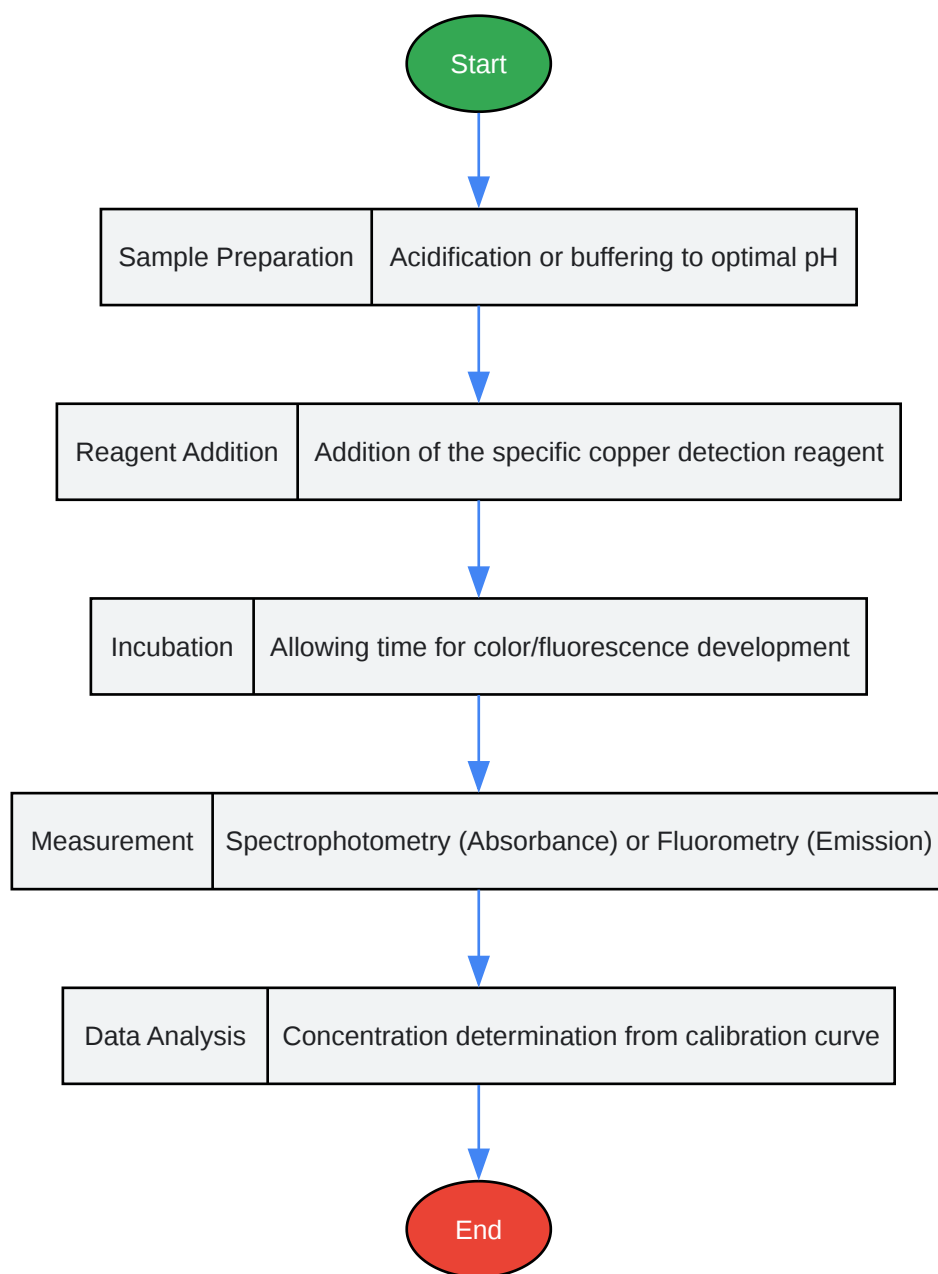 Start
Sample Preparation
Acidification or buffering to optimal pH
Reagent Addition
Addition of the specific copper detection reagent
Incubation
Allowing time for color/fluorescence development
Measurement
Spectrophotometry (Absorbance) or Fluorometry (Emission)
Data Analysis
Concentration determination from calibration curve
End